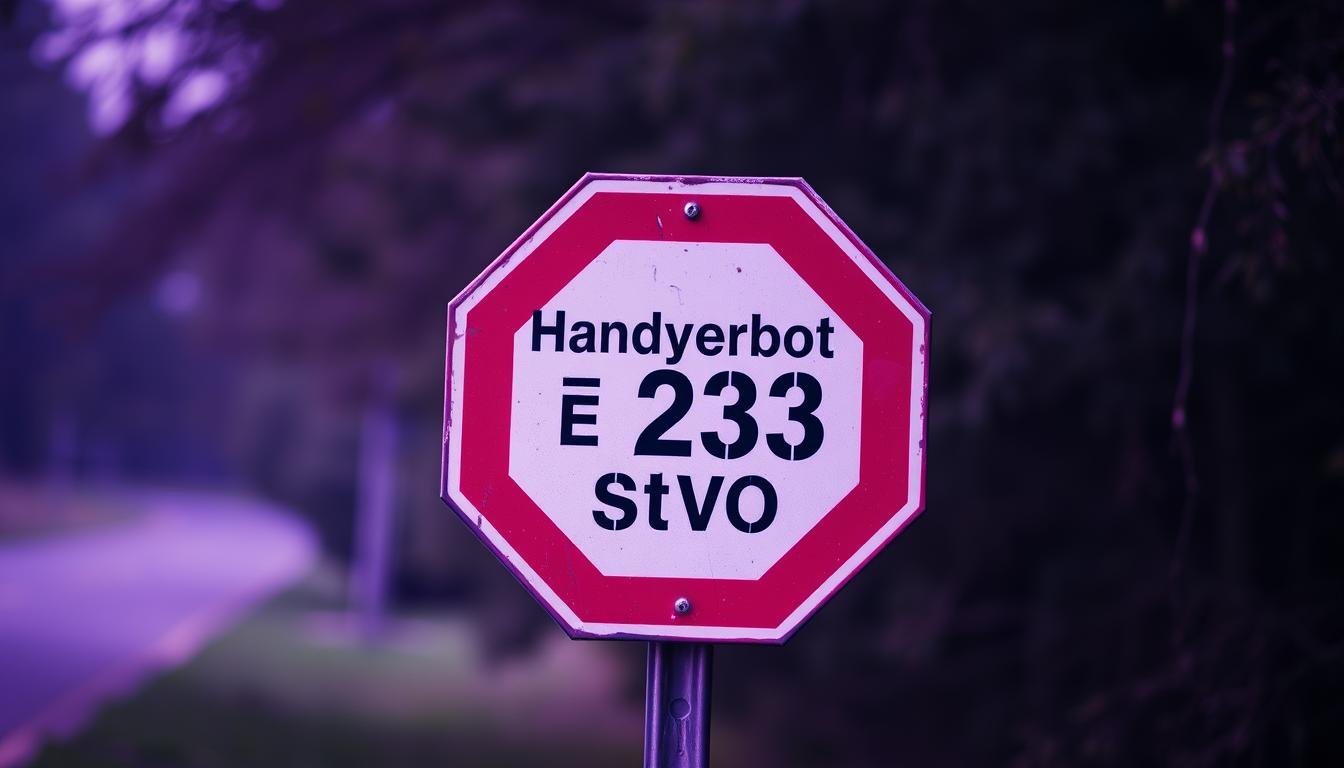 Handyerbot
Ē 233
StVO